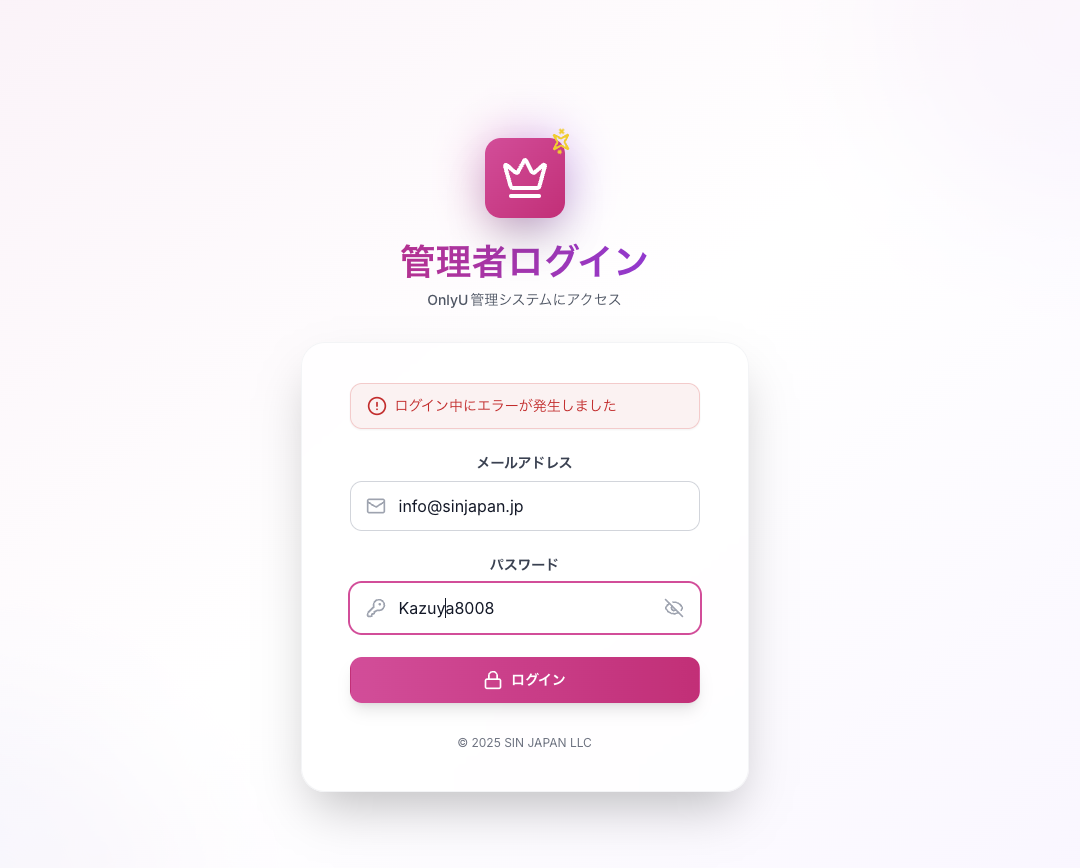 管理者ログイン
OnlyU 管理システムにアクセス
ログイン中にエラーが発生しました
メールアドレス
info@sinjapan.jp
パスワード
Kazuya8008
ログイン
© 2025 SIN JAPAN LLC